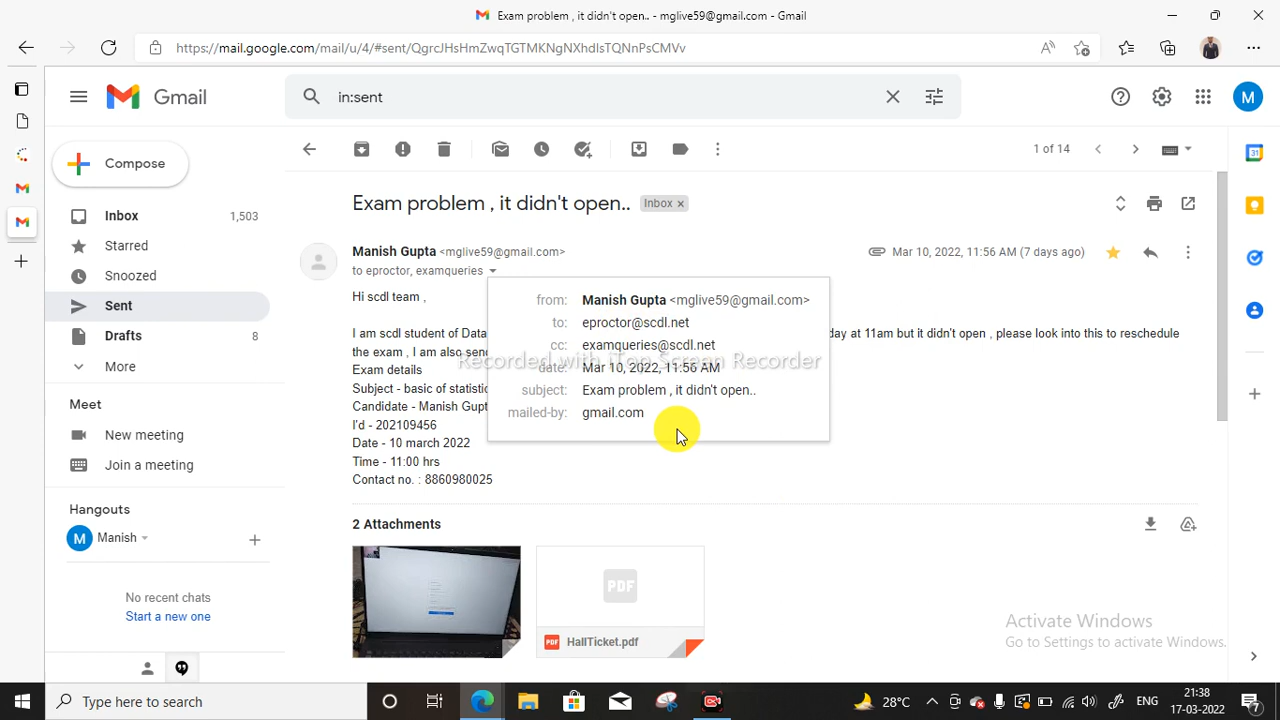 Exam problem , it didn't open.. - mglive59@gmail.com - Gmail
https://mail.google.com/mail/u/4/#sent/QgrcJHsHmZwqTGTMKNgNXhdlsTQNnPsCMVv
Gmail
in:sent
M
Compose
1 of 14
Inbox 1,503
Starred
Snoozed
Sent
Drafts 8
More
Meet
New meeting
Join a meeting
Hangouts
M Manish
No recent chats
Start a new one
Exam problem , it didn't open.. Inbox x
Manish Gupta <mglive59@gmail.com>
Mar 10, 2022, 11:56 AM (7 days ago)
to eproctor, examqueries
Hi scdl team ,
I am scdl student of Data
day at 11am but it didn't open , please look into this to reschedule
the exam , I am also
Exam details
Subject - basic of statistic
Candidate - Manish Gupt
I'd - 202109456
Date - 10 march 2022
Time - 11:00 hrs
Contact no. : 8860980025
from: Manish Gupta <mglive59@gmail.com>
to: eproctor@scdl.net
cc: examqueries@scdl.net
date: Mar 10, 2022, 11:56 AM
subject: Exam problem , it didn't open..
mailed-by: gmail.com
Recorded with iTop Screen Recorder
2 Attachments
PDF
PDF HallTicket.pdf
31
Activate Windows
Go to Settings to activate Windows.
Type here to search
28°C
ENG
21:38
17-03-2022
7